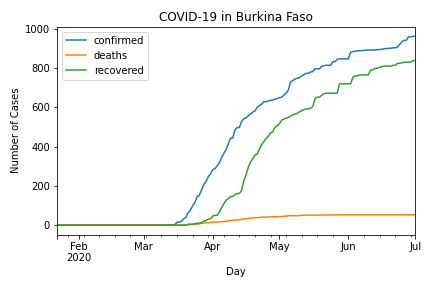 COVID-19 in Burkina Faso
confirmed
deaths
recovered
1000
800
600
400
200
0
Number of Cases
Feb
2020
Mar
Apr
May
Jun
Jul
Day